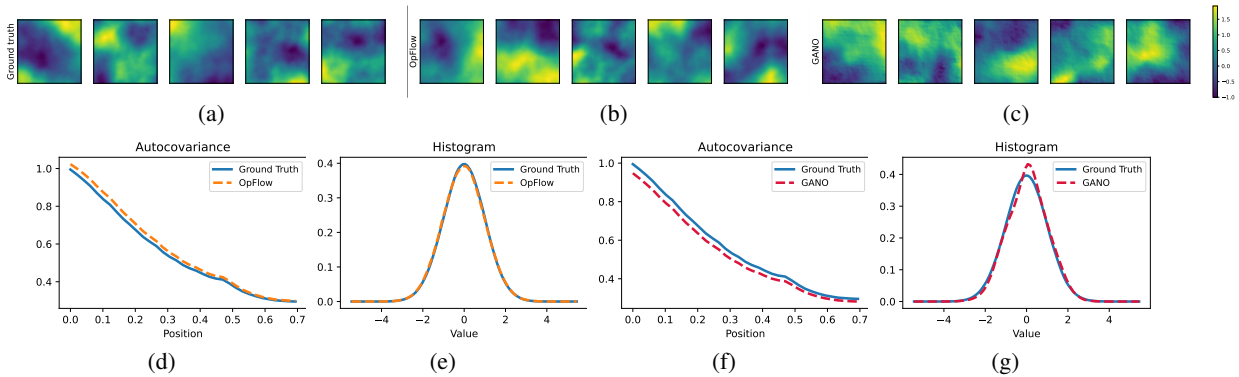 Ground truth
OpFlow
GANO
1.5
1.0
0.5
0.0
−0.5
−1.0
(a)
(b)
(c)
Autocovariance
1.0
0.8
0.6
0.4
Ground Truth
OpFlow
0.0 0.1 0.2 0.3 0.4 0.5 0.6 0.7
Position
(d)
Histogram
0.4
0.3
0.2
0.1
0.0
Ground Truth
OpFlow
−4 −2 0 2 4
Value
(e)
Autocovariance
1.0
0.8
0.6
0.4
Ground Truth
GANO
0.0 0.1 0.2 0.3 0.4 0.5 0.6 0.7
Position
(f)
Histogram
0.4
0.3
0.2
0.1
0.0
Ground Truth
GANO
−4 −2 0 2 4
Value
(g)